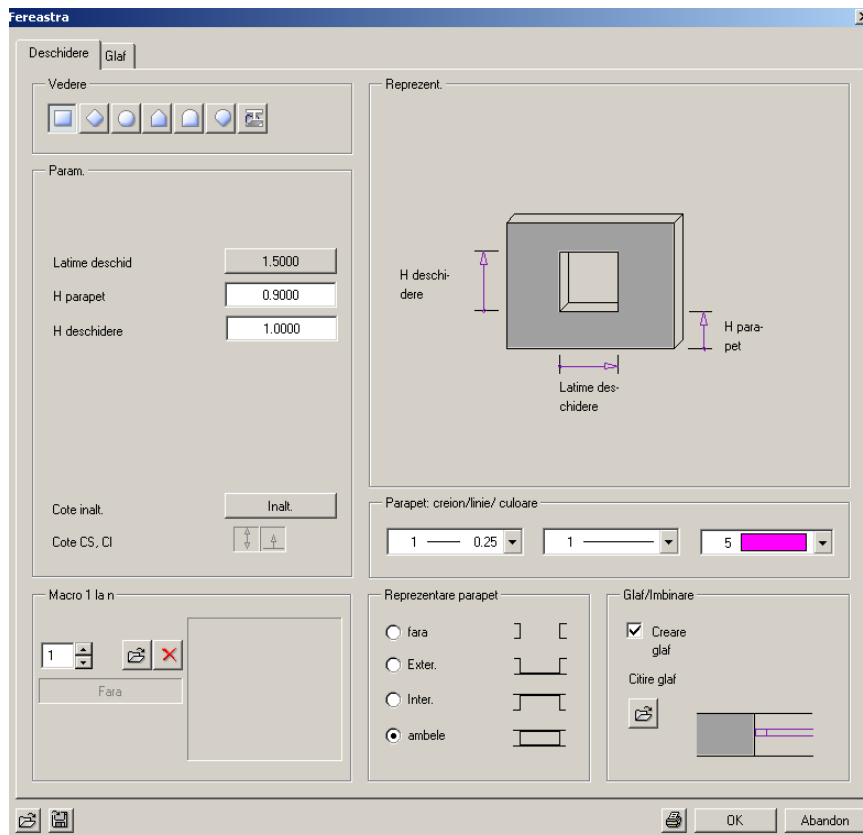 Fereastra
Deschidere
Glaf
Vedere
Reprezent.
Param.
Latime deschid
1.5000
H parapet
0.9000
H deschidere
1.0000
Cote inalt.
Inalt.
Cote CS, CI
H deschi-
dere
H para-
pet
Latime des-
chidere
Parapet: creion/linie/ culoare
1
0.25
1
5
Macro 1 la n
1
Fara
Reprezentare parapet
fara
Exter.
Inter.
ambele
Glaf/Imbinare
Creare
glaf
Citire glaf
OK
Abandon